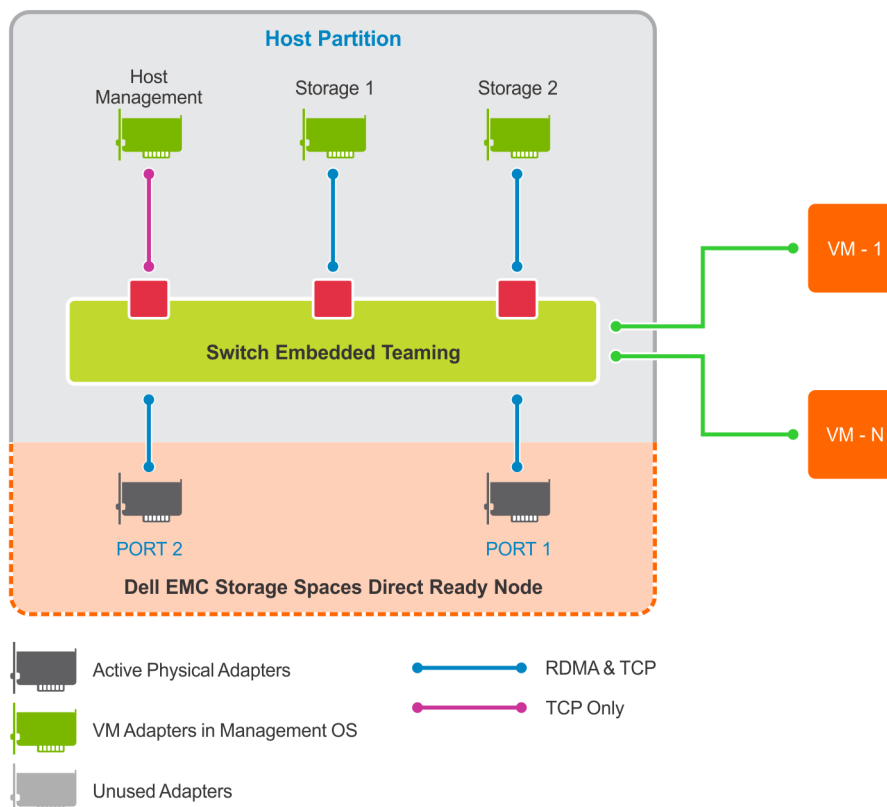 Host Partition
Host
Management
Storage 1
Storage 2
VM - 1
Switch Embedded Teaming
VM - N
PORT 2
PORT 1
Dell EMC Storage Spaces Direct Ready Node
Active Physical Adapters
RDMA & TCP
VM Adapters in Management OS
TCP Only
Unused Adapters